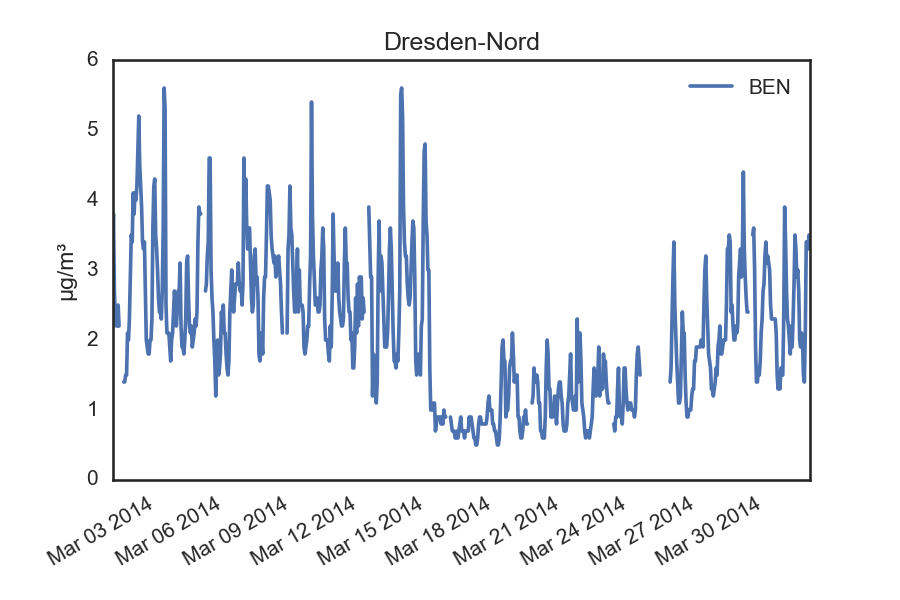 Dresden-Nord
BEN
µg/m³
6
5
4
3
2
1
0
Mar 03 2014
Mar 06 2014
Mar 09 2014
Mar 12 2014
Mar 15 2014
Mar 18 2014
Mar 21 2014
Mar 24 2014
Mar 27 2014
Mar 30 2014